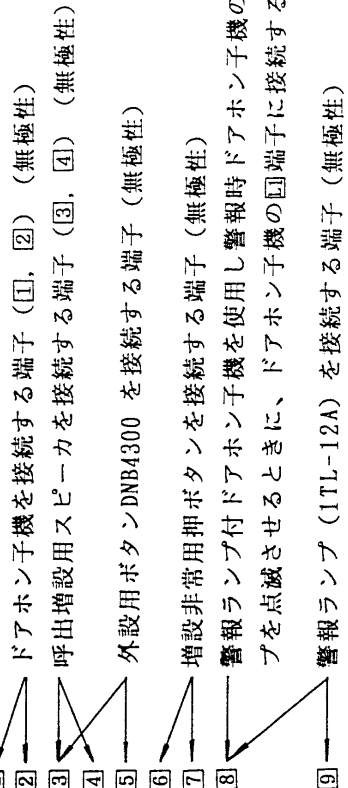 ドアホン子機を接続する端子(1, 2) (無極性)
2
呼出増設用スピーカを接続する端子(3, 4) (無極性)
3
4
外設用ボタンDNB4300 を接続する端子(無極性)
5
6
増設非常用押ボタンを接続する端子(無極性)
7
警報ランプ付ドアホン子機を使用し警報時ドアホン子機の
8
プを点滅させるときに、ドアホン子機のL1端子に接続する
警報ランプ(1TL-12A) を接続する端子(無極性)
9